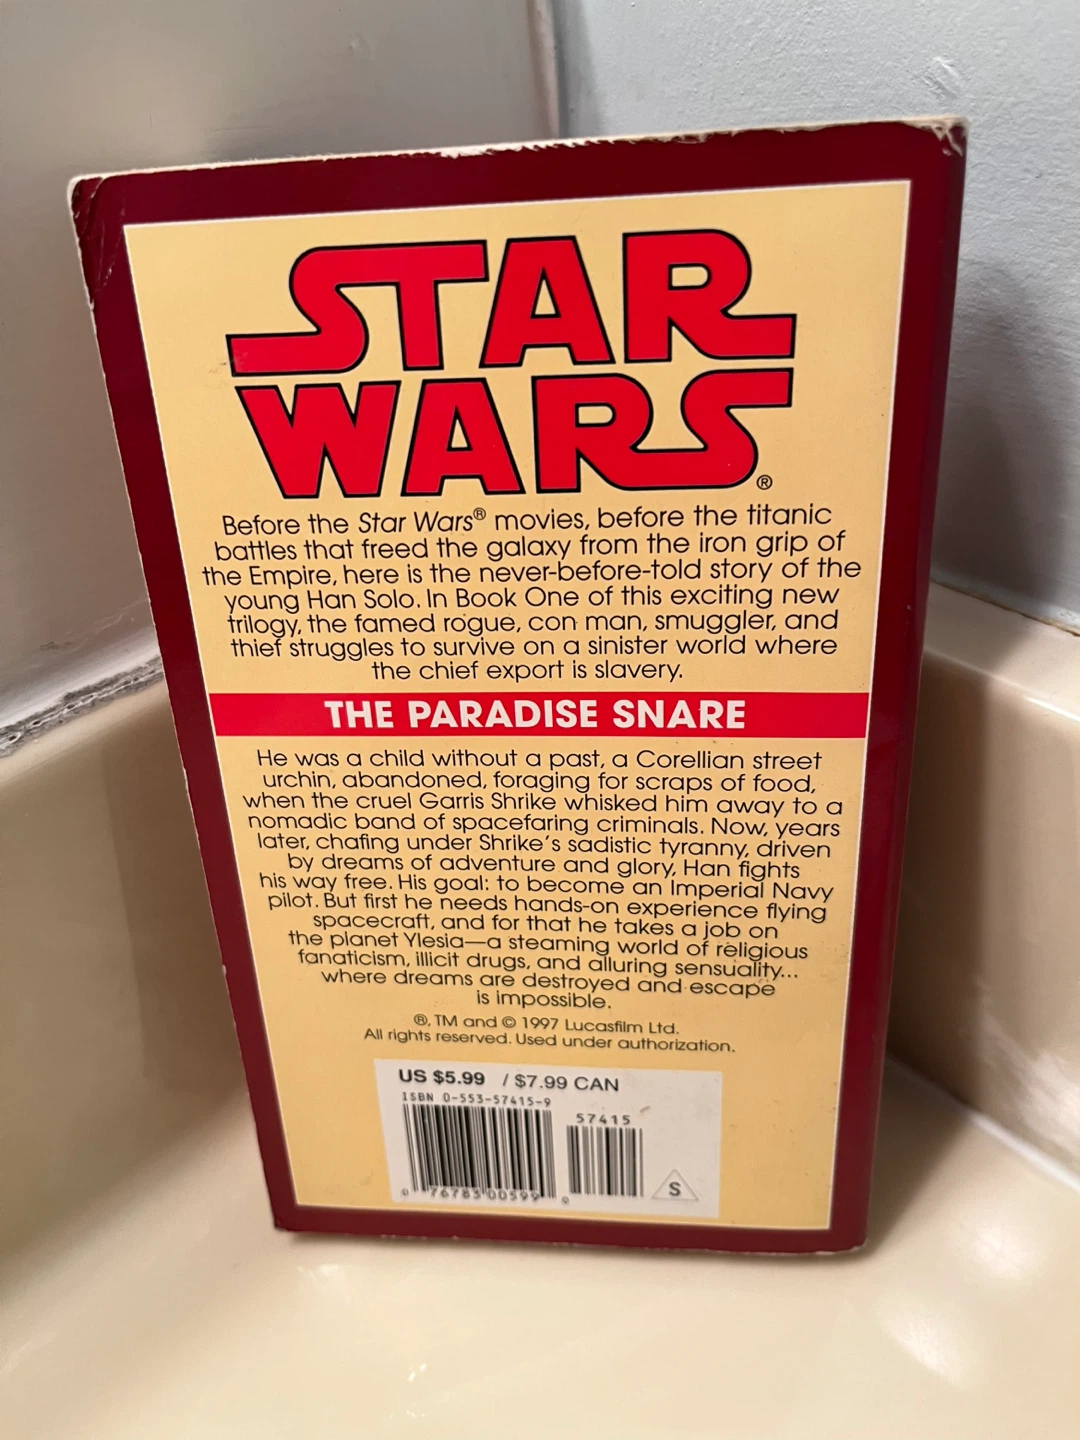 STAR
WARS®
Before the Star Wars® movies, before the titanic
battles that freed the galaxy from the iron grip of
the Empire, here is the never-before-told story of the
young Han Solo. In Book One of this exciting new
trilogy, the famed rogue, con man, smuggler, and
thief struggles to survive on a sinister world where
the chief export is slavery.
THE PARADISE SNARE
He was a child without a past, a Corellian street
urchin, abandoned, foraging for scraps of food,
when the cruel Garris Shrike whisked him away to a
nomadic band of spacefaring criminals. Now, years
later, chafing under Shrike's sadistic tyranny, driven
by dreams of adventure and glory, Han fights
his way free. His goal: to become an Imperial Navy
pilot. But first he needs hands-on experience flying
spacecraft, and for that he takes a job on
the planet Ylesia—a steaming world of religious
fanaticism, illicit drugs, and alluring sensuality...
where dreams are destroyed and escape
is impossible.
®, TM and © 1997 Lucasfilm Ltd.
All rights reserved. Used under authorization.
US $5.99 / $7.99 CAN
ISBN 0-553-57415-9
57415
0 76783 00599 0
S